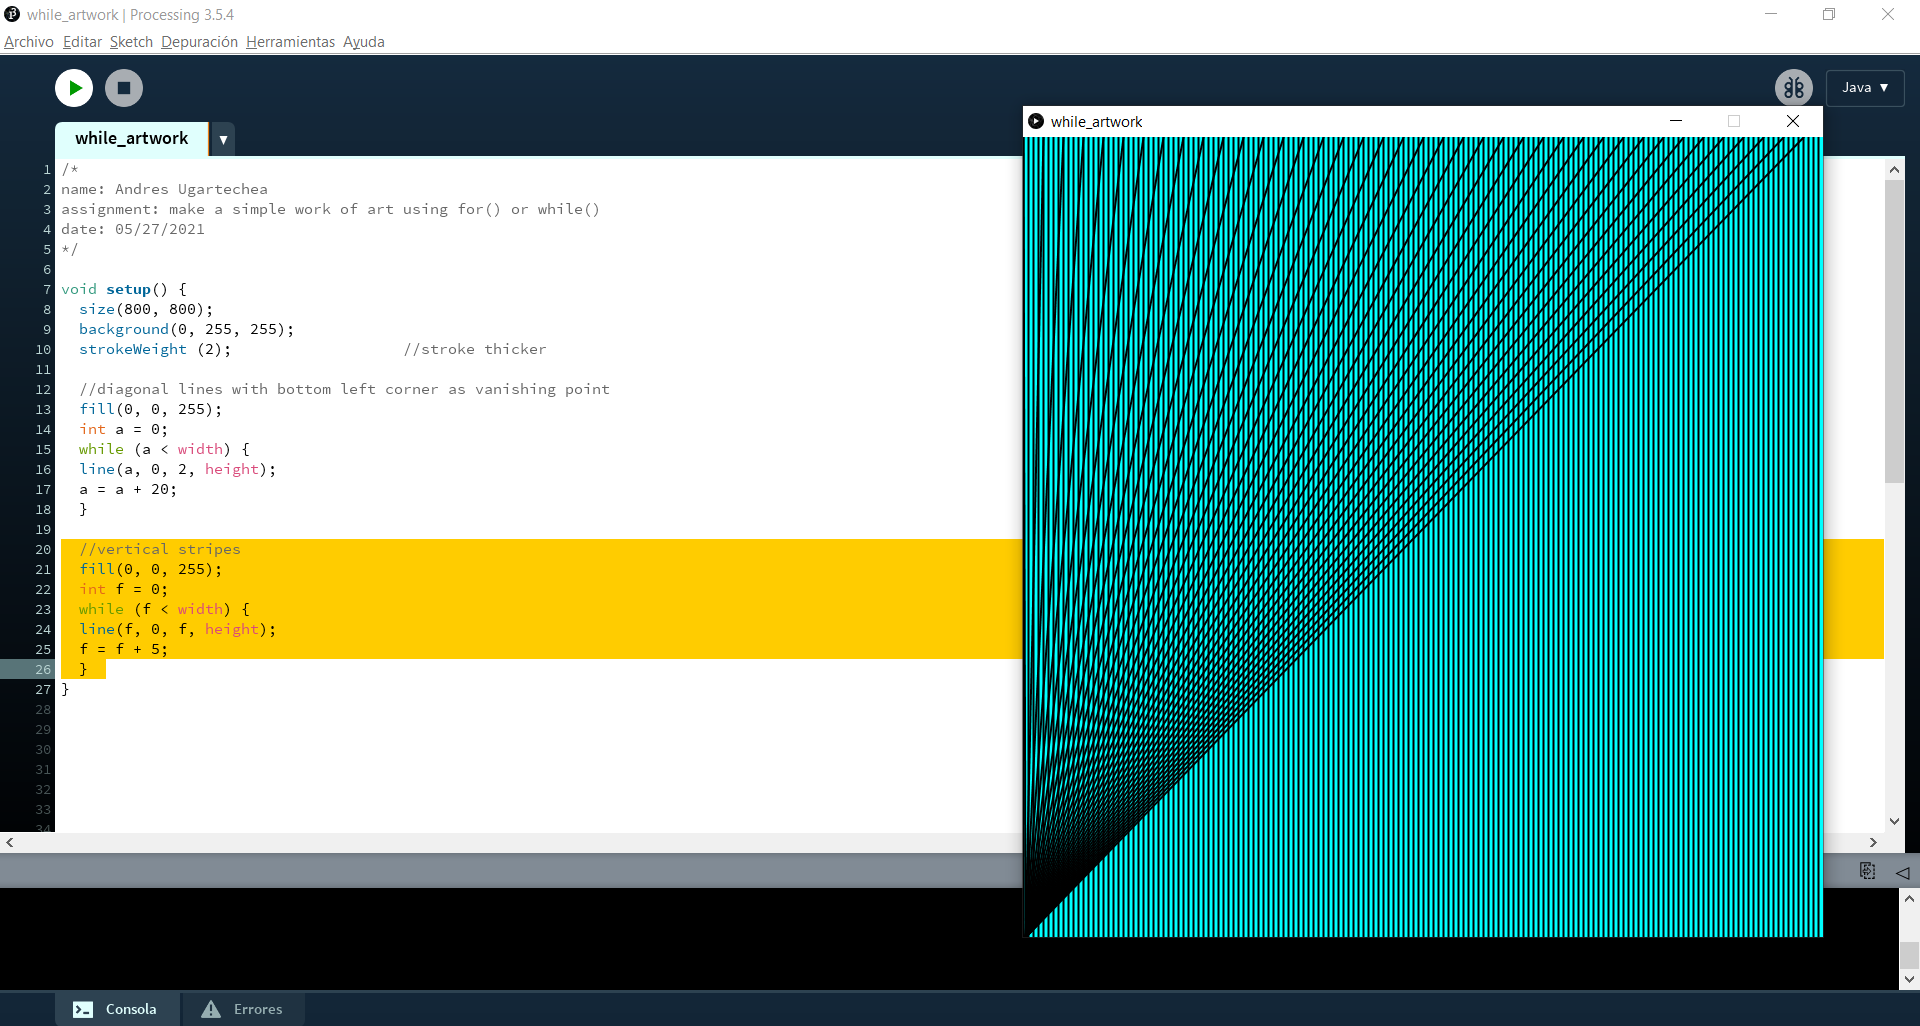 while_artwork | Processing 3.5.4
Archivo Editar Sketch Depuración Herramientas Ayuda
Java ▼
while_artwork ▼
while_artwork
1 /*
2 name: Andres Ugartechea
3 assignment: make a simple work of art using for() or while()
4 date: 05/27/2021
5 */
6
7 void setup() {
8 size(800, 800);
9 background(0, 255, 255);
10 strokeWeight (2); //stroke thicker
11
12 //diagonal lines with bottom left corner as vanishing point
13 fill(0, 0, 255);
14 int a = 0;
15 while (a < width) {
16 line(a, 0, 2, height);
17 a = a + 20;
18 }
19
20 //vertical stripes
21 fill(0, 0, 255);
22 int f = 0;
23 while (f < width) {
24 line(f, 0, f, height);
25 f = f + 5;
26 }
27 }
28
29
30
31
32
33
34
Consola Errores